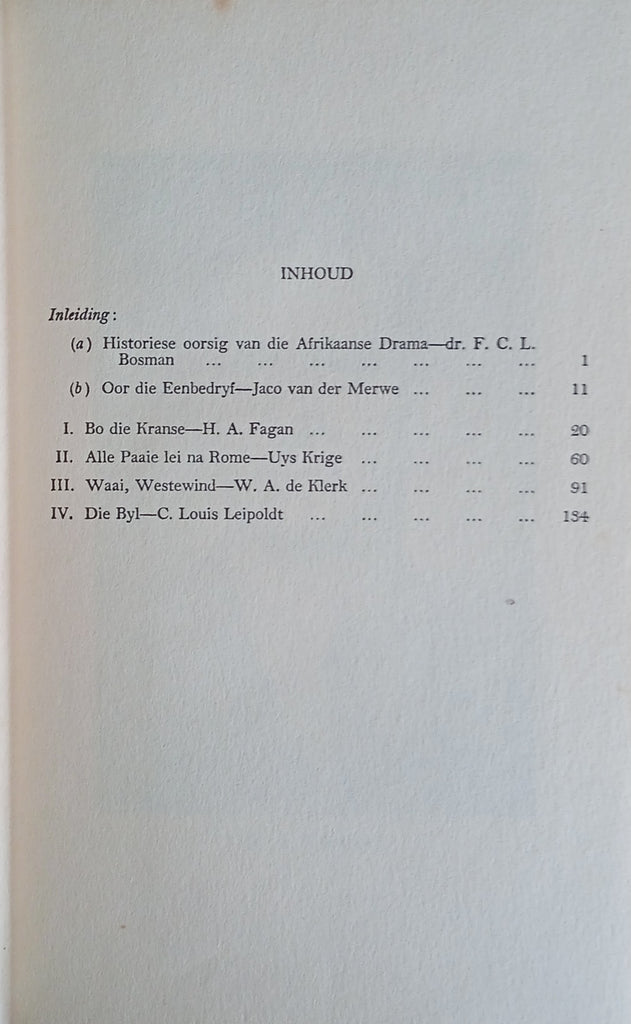 INHOUD
Inleiding:
(a) Historiese oorsig van die Afrikaanse Drama—dr. F. C. L.
Bosman ... ... ... ... ... ... ... 1
(b) Oor die Eenbedryf—Jaco van der Merwe ... ... ... 11
I. Bo die Kranse—H. A. Fagan ... ... ... ... ... 20
II. Alle Paaie lei na Rome—Uys Krige ... ... ... ... 60
III. Waai, Westewind—W. A. de Klerk ... ... ... ... 91
IV. Die Byl—C. Louis Leipoldt ... ... ... ... ... 134